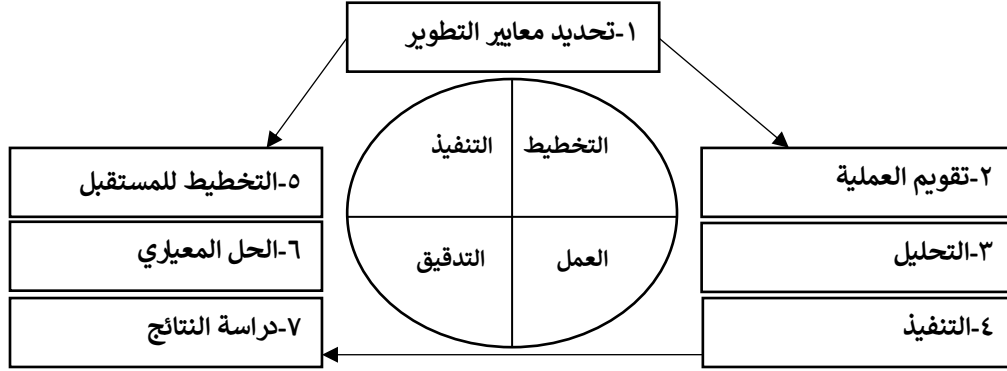 ١-تحديد معايير التطوير
التخطيط
التنفيذ
العمل
التدقيق
٢-تقويم العملية
٣-التحليل
٤-التنفيذ
٥-التخطيط للمستقبل
٦-الحل المعياري
٧-دراسة النتائج